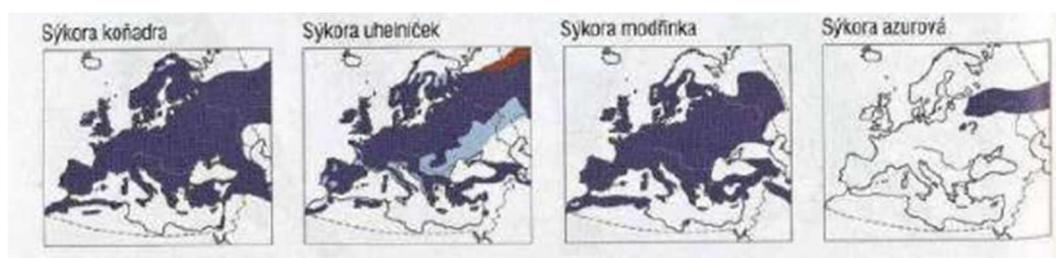 Sýkora koňadra
Sýkora uhelníček
Sýkora modřinka
Sýkora azurová
?